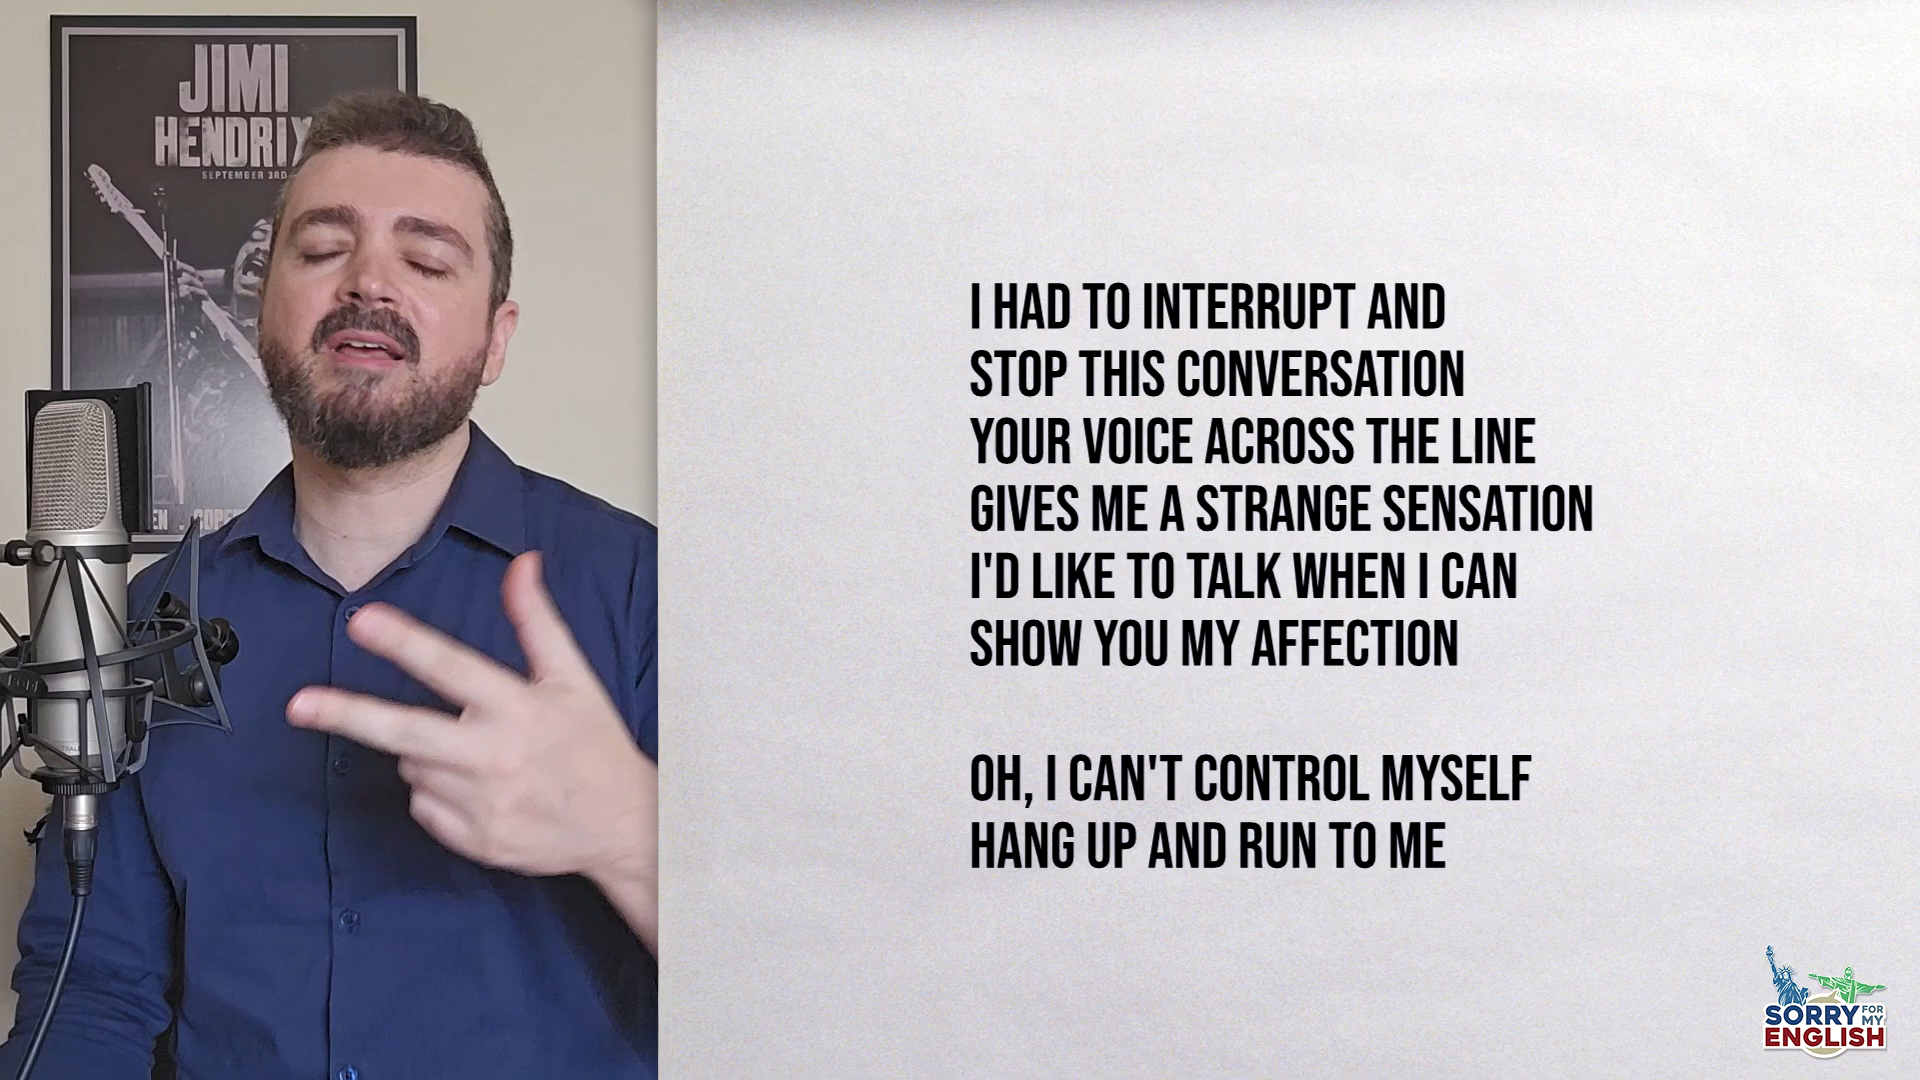 JIMI
HENDRIX
SEPTEMBER 3RD
I HAD TO INTERRUPT AND
STOP THIS CONVERSATION
YOUR VOICE ACROSS THE LINE
GIVES ME A STRANGE SENSATION
I'D LIKE TO TALK WHEN I CAN
SHOW YOU MY AFFECTION
OH, I CAN'T CONTROL MYSELF
HANG UP AND RUN TO ME
SORRY FOR MY
ENGLISH